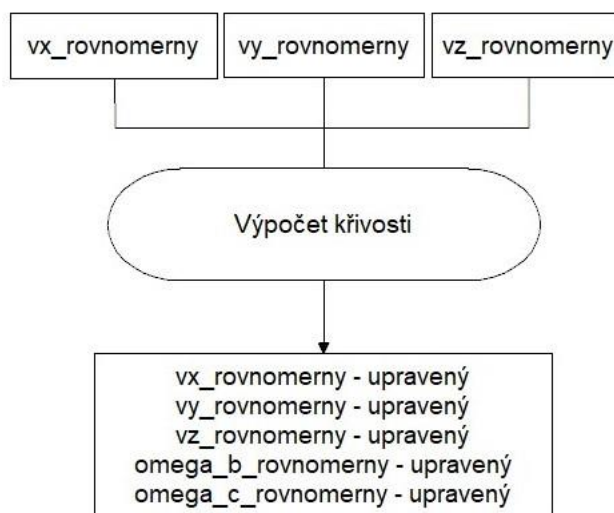 vx_rovnomerny
vy_rovnomerny
vz_rovnomerny
Výpočet křivosti
vx_rovnomerny - upravený
vy_rovnomerny - upravený
vz_rovnomerny - upravený
omega_b_rovnomerny - upravený
omega_c_rovnomerny - upravený